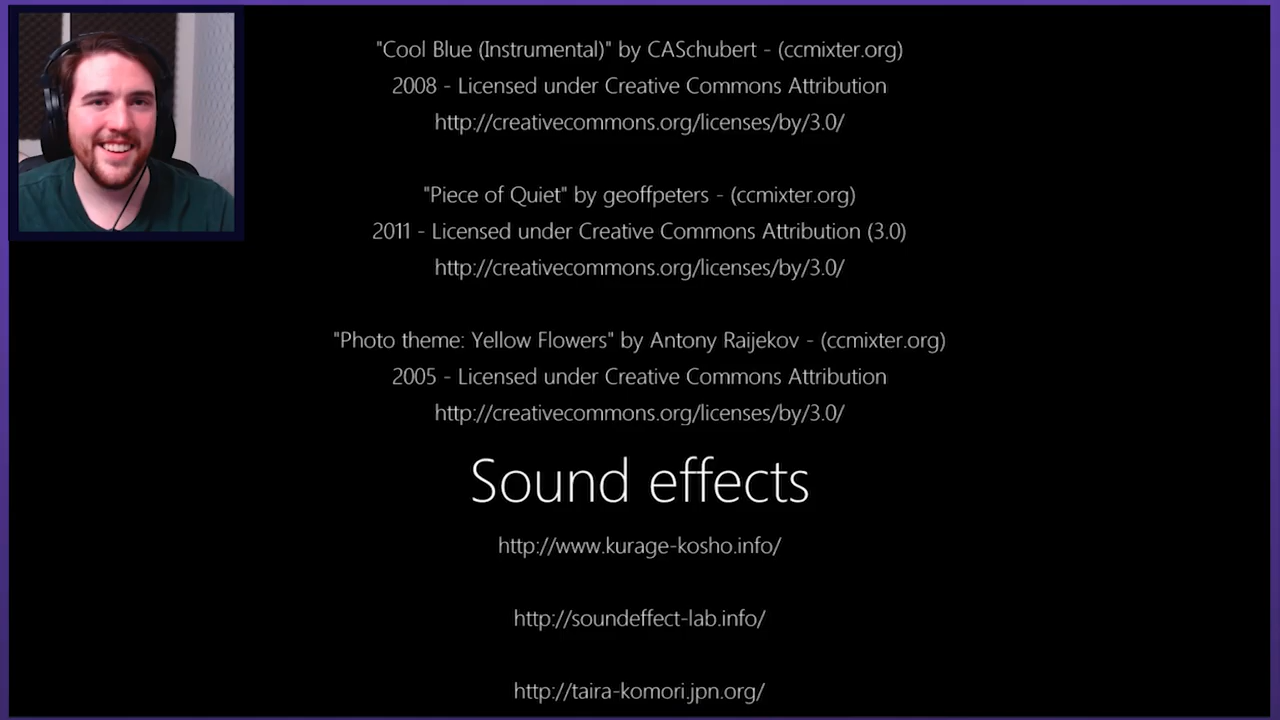 "Cool Blue (Instrumental)" by CASchubert - (ccmixter.org)
2008 - Licensed under Creative Commons Attribution
http://creativecommons.org/licenses/by/3.0/
"Piece of Quiet" by geoffpeters - (ccmixter.org)
2011 - Licensed under Creative Commons Attribution (3.0)
http://creativecommons.org/licenses/by/3.0/
"Photo theme: Yellow Flowers" by Antony Raijekov - (ccmixter.org)
2005 - Licensed under Creative Commons Attribution
http://creativecommons.org/licenses/by/3.0/
Sound effects
http://www.kurage-kosho.info/
http://soundeffect-lab.info/
http://taira-komori.jpn.org/